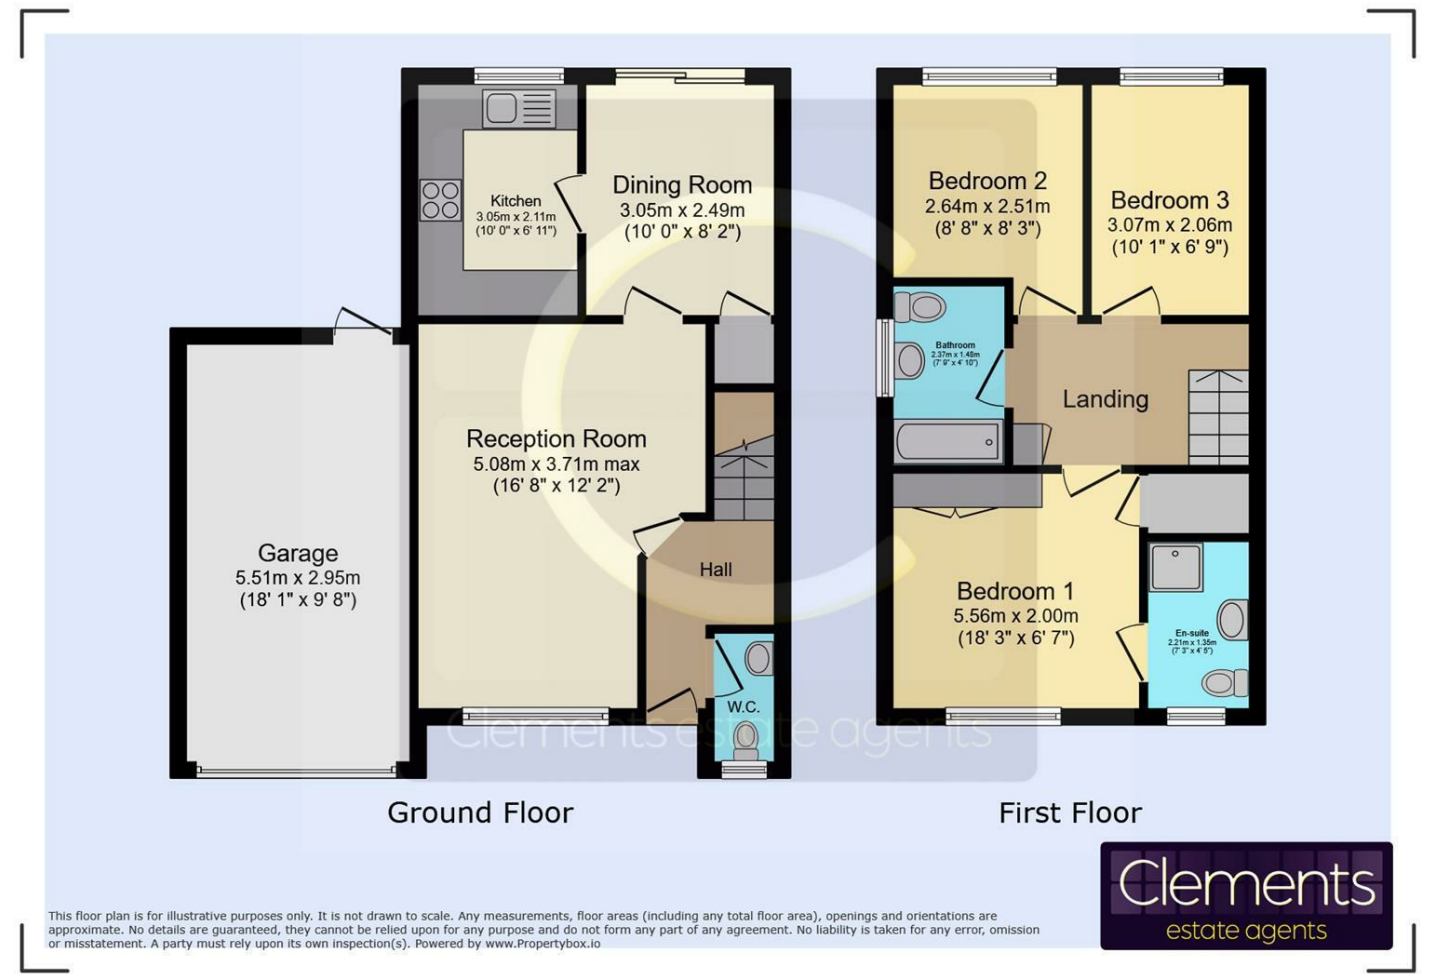 Kitchen
3.05m x 2.11m
(10' 0" x 6' 11")
Dining Room
3.05m x 2.49m
(10' 0" x 8' 2")
Reception Room
5.08m x 3.71m max
(16' 8" x 12' 2")
Garage
5.51m x 2.95m
(18' 1" x 9' 8")
Hall
W.C.
Clements estate agents
Ground Floor
Bedroom 2
2.64m x 2.51m
(8' 8" x 8' 3")
Bedroom 3
3.07m x 2.06m
(10' 1" x 6' 9")
Bathroom
2.37m x 1.48m
(7' 9" x 4' 10")
Landing
Bedroom 1
5.56m x 2.00m
(18' 3" x 6' 7")
En-suite
2.21m x 1.35m
(7' 3" x 4' 5")
First Floor
Clements
estate agents
This floor plan is for illustrative purposes only. It is not drawn to scale. Any measurements, floor areas (including any total floor area), openings and orientations are
approximate. No details are guaranteed, they cannot be relied upon for any purpose and do not form any part of any agreement. No liability is taken for any error, omission
or misstatement. A party must rely upon its own inspection(s). Powered by www.Propertybox.io